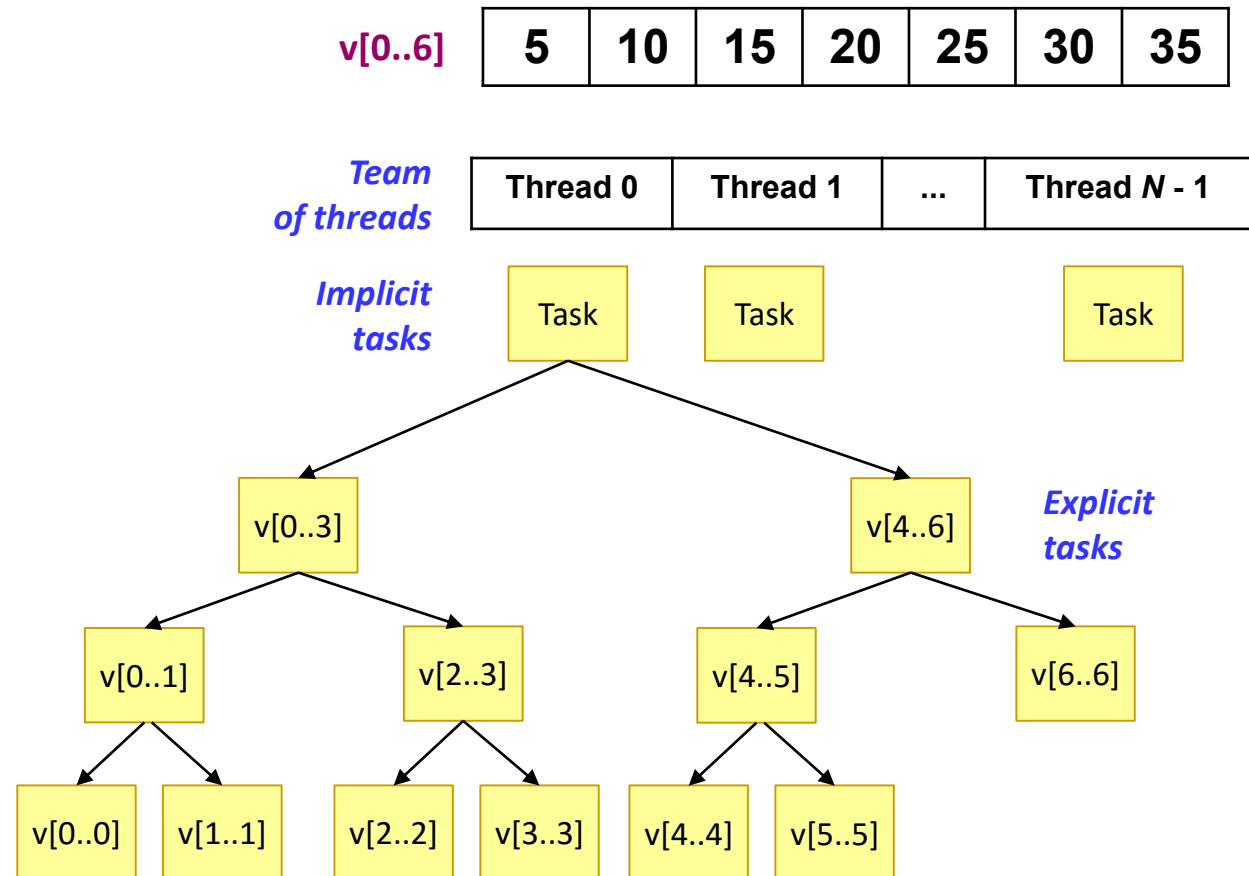 v[0..6] 5 10 15 20 25 30 35
Team
of threads
Thread 0 Thread 1 ... Thread N - 1
Implicit
tasks
Task Task Task
v[0..3] v[4..6]
Explicit
tasks
v[0..1] v[2..3] v[4..5] v[6..6]
v[0..0] v[1..1] v[2..2] v[3..3] v[4..4] v[5..5]